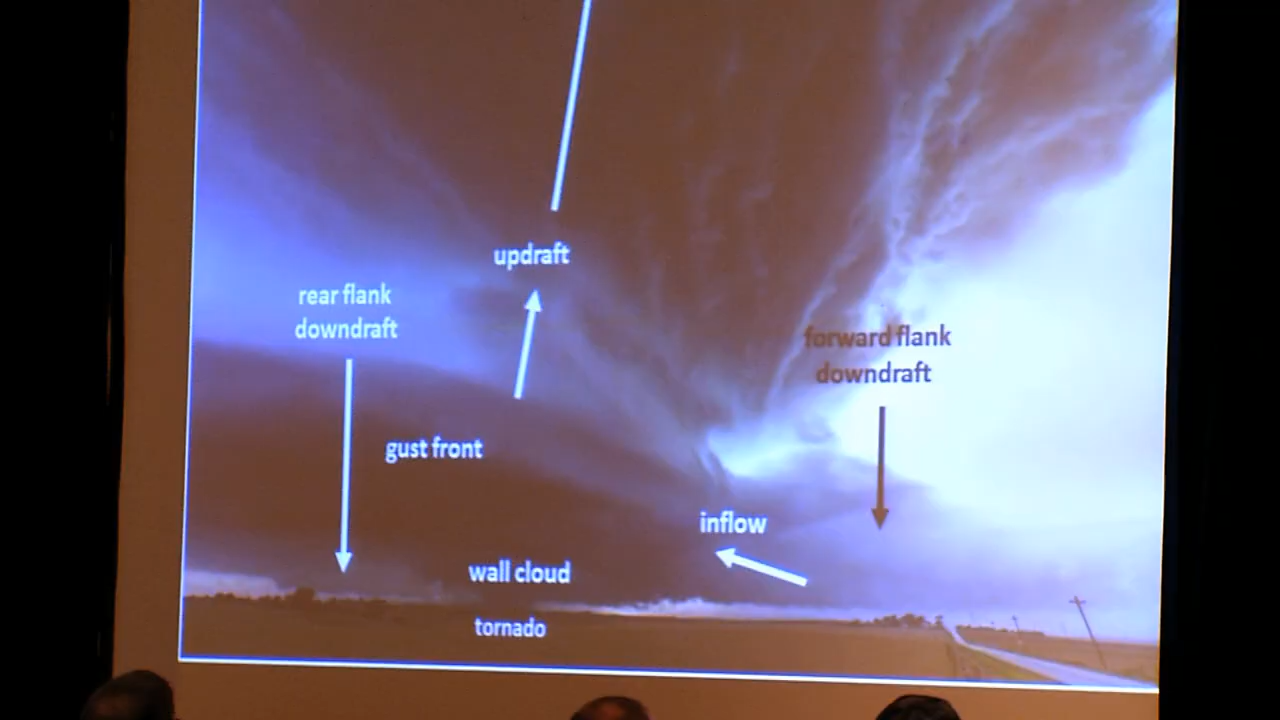 updraft
rear flank
downdraft
forward flank
downdraft
gust front
inflow
wall cloud
tornado